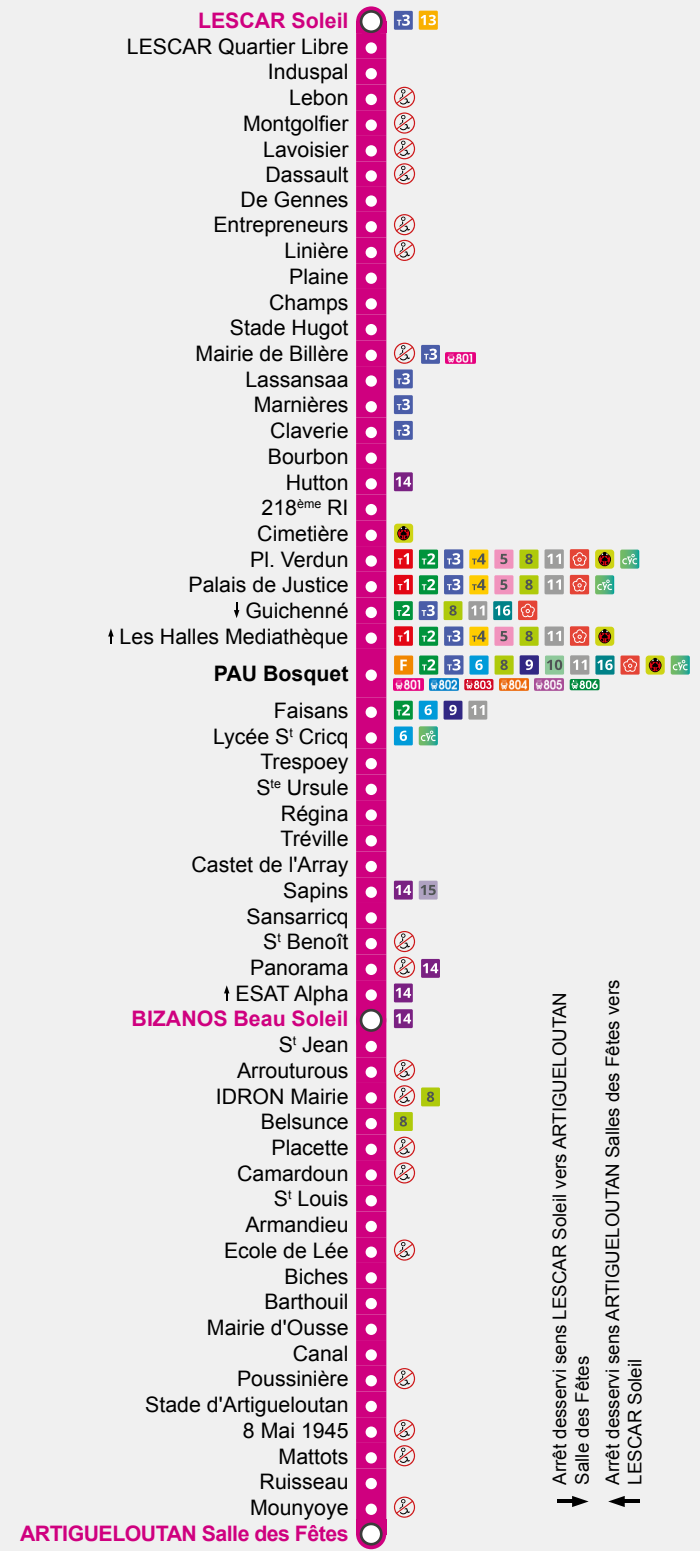 LESCAR Soleil T3 13
LESCAR Quartier Libre
Induspal
Lebon
Montgolfier
Lavoisier
Dassault
De Gennes
Entrepreneurs
Linière
Plaine
Champs
Stade Hugot
Mairie de Billère T3 801
Lassansaa T3
Marnières T3
Claverie T3
Bourbon
Hutton 14
218ème RI
Cimetière
Pl. Verdun T1 T2 T3 T4 5 8 11 cyc
Palais de Justice T1 T2 T3 T4 5 8 11 cyc
Guichenné T2 T3 8 11 16
Les Halles Mediathèque T1 T2 T3 T4 5 8 11
PAU Bosquet F T2 T3 6 8 9 10 11 16 cyc
801 802 803 804 805 806
Faisans T2 6 9 11
Lycée St Cricq 6 cyc
Trespoey
Ste Ursule
Régina
Tréville
Castet de l'Array
Sapins 14 15
Sansarricq
St Benoît
Panorama 14
ESAT Alpha 14
BIZANOS Beau Soleil 14
St Jean
Arrouturous
IDRON Mairie 8
Belsunce 8
Placette
Camardoun
St Louis
Armandieu
Ecole de Lée
Biches
Barthouil
Mairie d'Ousse
Canal
Poussinière
Stade d'Artigueloutan
8 Mai 1945
Mattots
Ruisseau
Mounyoye
ARTIGUELOUTAN Salle des Fêtes
Arrêt desservi sens LESCAR Soleil vers ARTIGUELOUTAN
Salle des Fêtes
Arrêt desservi sens ARTIGUELOUTAN Salles des Fêtes vers
LESCAR Soleil